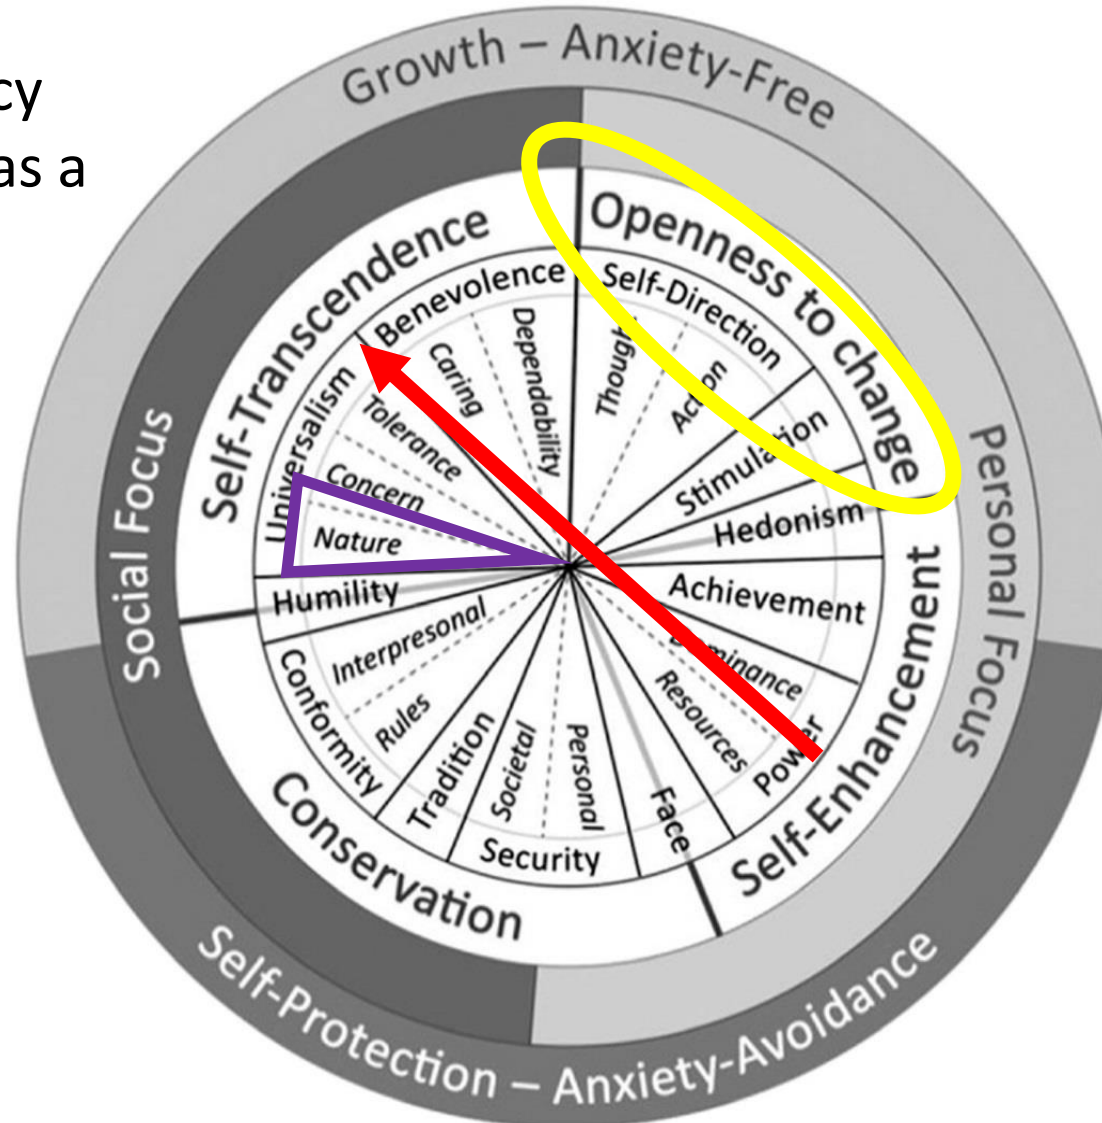 cy
as a
Growth – Anxiety-Free
Social Focus
Personal Focus
Self-Protection – Anxiety-Avoidance
Self-Transcendence
Openness to change
Self-Enhancement
Conservation
Benevolence
Dependability
Caring
Universalism
Tolerance
Concern
Nature
Humility
Conformity
Interpresonal
Rules
Tradition
Security
Societal
Personal
Face
Power
Resources
Dominance
Achievement
Hedonism
Stimulation
Self-Direction
Action
Thought